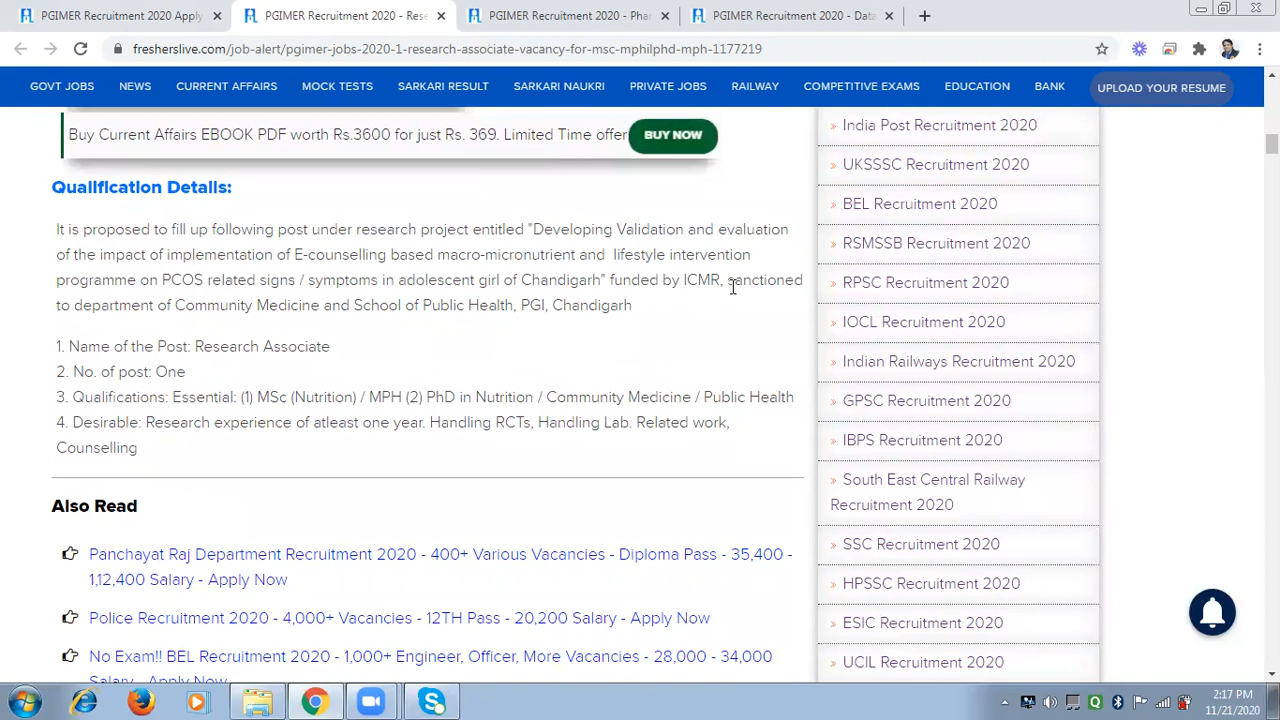 PGIMER Recruitment 2020 Apply
PGIMER Recruitment 2020 - Rese
PGIMER Recruitment 2020 - Pha
PGIMER Recruitment 2020 - Data
fresherslive.com/job-alert/pgimer-jobs-2020-1-research-associate-vacancy-for-msc-mphilphd-mph-1177219
GOVT JOBS NEWS CURRENT AFFAIRS MOCK TESTS SARKARI RESULT SARKARI NAUKRI PRIVATE JOBS RAILWAY COMPETITIVE EXAMS EDUCATION BANK UPLOAD YOUR RESUME
Buy Current Affairs EBOOK PDF worth Rs.3600 for just Rs. 369. Limited Time offer BUY NOW
Qualification Details:
It is proposed to fill up following post under research project entitled "Developing Validation and evaluation
of the impact of implementation of E-counselling based macro-micronutrient and lifestyle intervention
programme on PCOS related signs / symptoms in adolescent girl of Chandigarh" funded by ICMR, sanctioned
to department of Community Medicine and School of Public Health, PGI, Chandigarh
1. Name of the Post: Research Associate
2. No. of post: One
3. Qualifications: Essential: (1) MSc (Nutrition) / MPH (2) PhD in Nutrition / Community Medicine / Public Health
4. Desirable: Research experience of atleast one year. Handling RCTs, Handling Lab. Related work,
Counselling
Also Read
Panchayat Raj Department Recruitment 2020 - 400+ Various Vacancies - Diploma Pass - 35,400 -
1,12,400 Salary - Apply Now
Police Recruitment 2020 - 4,000+ Vacancies - 12TH Pass - 20,200 Salary - Apply Now
No Exam!! BEL Recruitment 2020 - 1,000+ Engineer, Officer, More Vacancies - 28,000 - 34,000
Salary - Apply Now
» India Post Recruitment 2020
» UKSSSC Recruitment 2020
» BEL Recruitment 2020
» RSMSSB Recruitment 2020
» RPSC Recruitment 2020
» IOCL Recruitment 2020
» Indian Railways Recruitment 2020
» GPSC Recruitment 2020
» IBPS Recruitment 2020
» South East Central Railway
Recruitment 2020
» SSC Recruitment 2020
» HPSSC Recruitment 2020
» ESIC Recruitment 2020
» UCIL Recruitment 2020
2:17 PM
11/21/2020